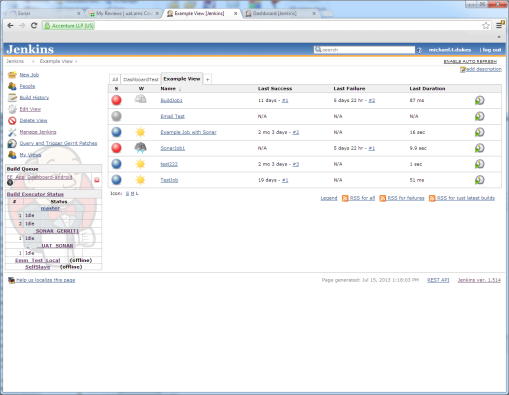 Sonar
My Reviews | uat.ams Co
Example View [Jenkins]
Dashboard [Jenkins]
Accenture LLP [US]
Jenkins
search
michael.t.dukes | log out
Jenkins Example View
ENABLE AUTO REFRESH
add description
New Job
People
Build History
Edit View
Delete View
Manage Jenkins
Query and Trigger Gerrit Patches
My Views
All DashboardTest Example View +
S W Name ↓ Last Success Last Failure Last Duration
BuildJob1 11 days - #1 5 days 22 hr - #2 87 ms
Email Test N/A N/A N/A
Example Job with Sonar 2 mo 3 days - #2 N/A 16 sec
SonarJob1 N/A 5 days 22 hr - #2 9.9 sec
test222 2 mo 3 days - #3 N/A 1 sec
TestJob 19 days - #1 N/A 51 ms
Icon: S M L
Legend RSS for all RSS for failures RSS for just latest builds
Build Queue
EE_App_Dashboard-android
Build Executor Status
# Status
master
1 Idle
2 Idle
SONAR_GERRIT1
1 Idle
UAT_SONAR
1 Idle
Emm_Test_Local (offline)
SelfSlave (offline)
Help us localize this page
Page generated: Jul 15, 2013 1:18:03 PM REST API Jenkins ver. 1.514